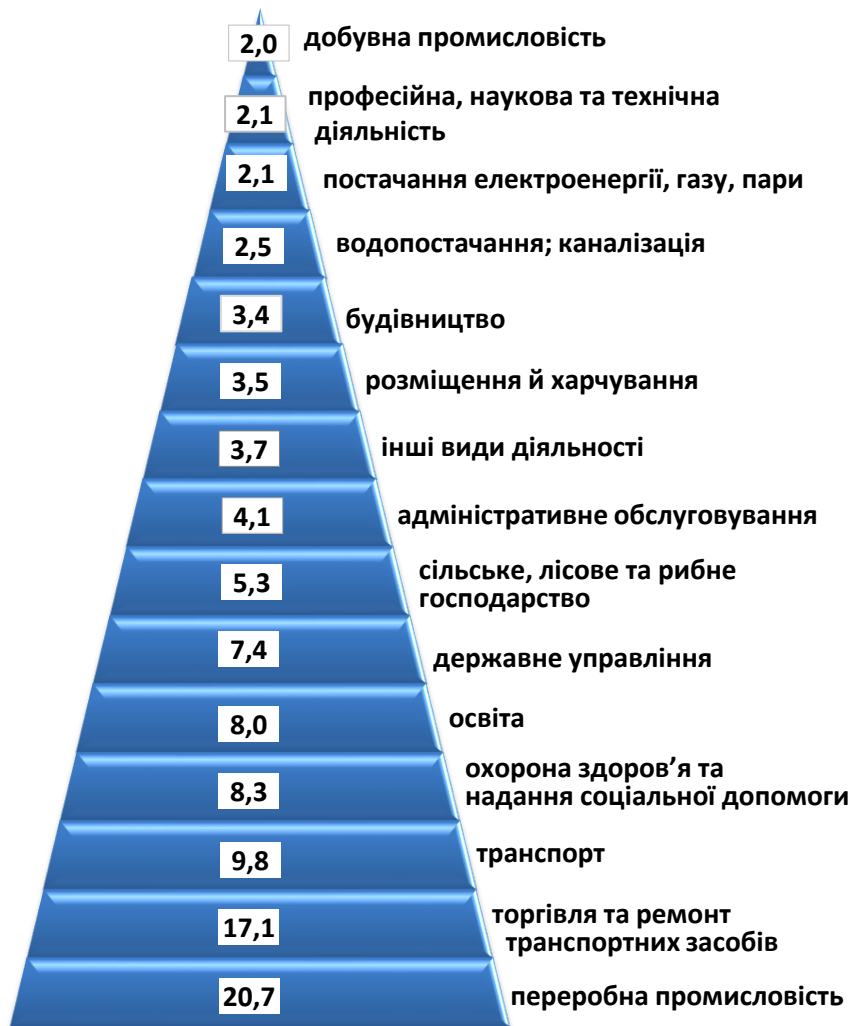 2,0 добувна промисловість
2,1 професійна, наукова та технічна
діяльність
2,1 постачання електроенергії, газу, пари
2,5 водопостачання; каналізація
3,4 будівництво
3,5 розміщення й харчування
3,7 інші види діяльності
4,1 адміністративне обслуговування
5,3 сільське, лісове та рибне
господарство
7,4 державне управління
8,0 освіта
8,3 охорона здоров’я та
надання соціальної допомоги
9,8 транспорт
17,1 торгівля та ремонт
транспортних засобів
20,7 переробна промисловість